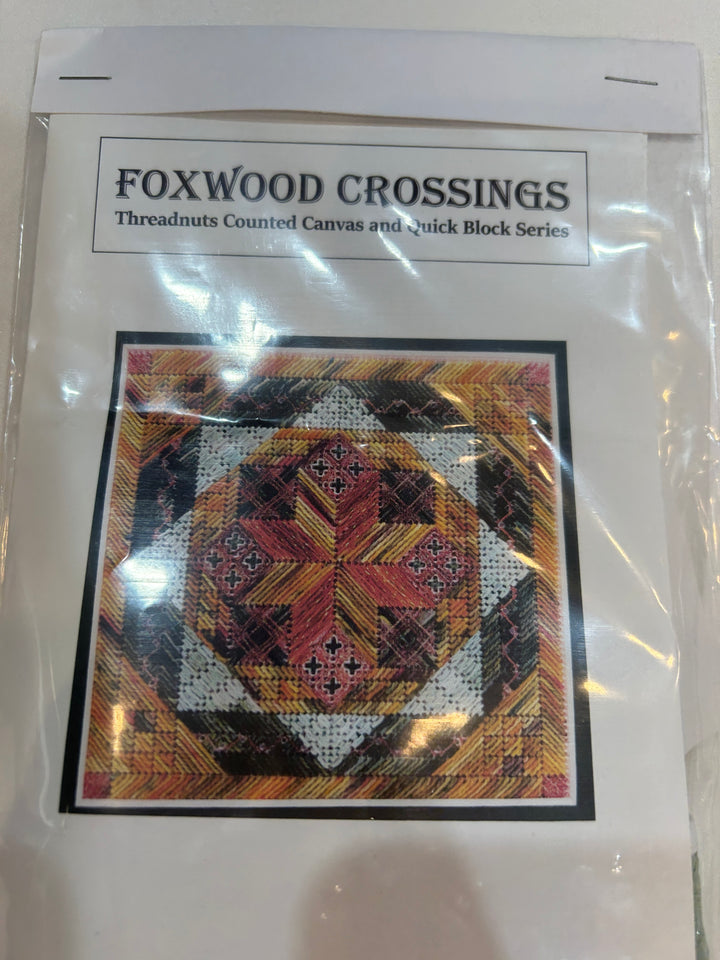 FOXWOOD CROSSINGS
Threadnuts Counted Canvas and Quick Block Series